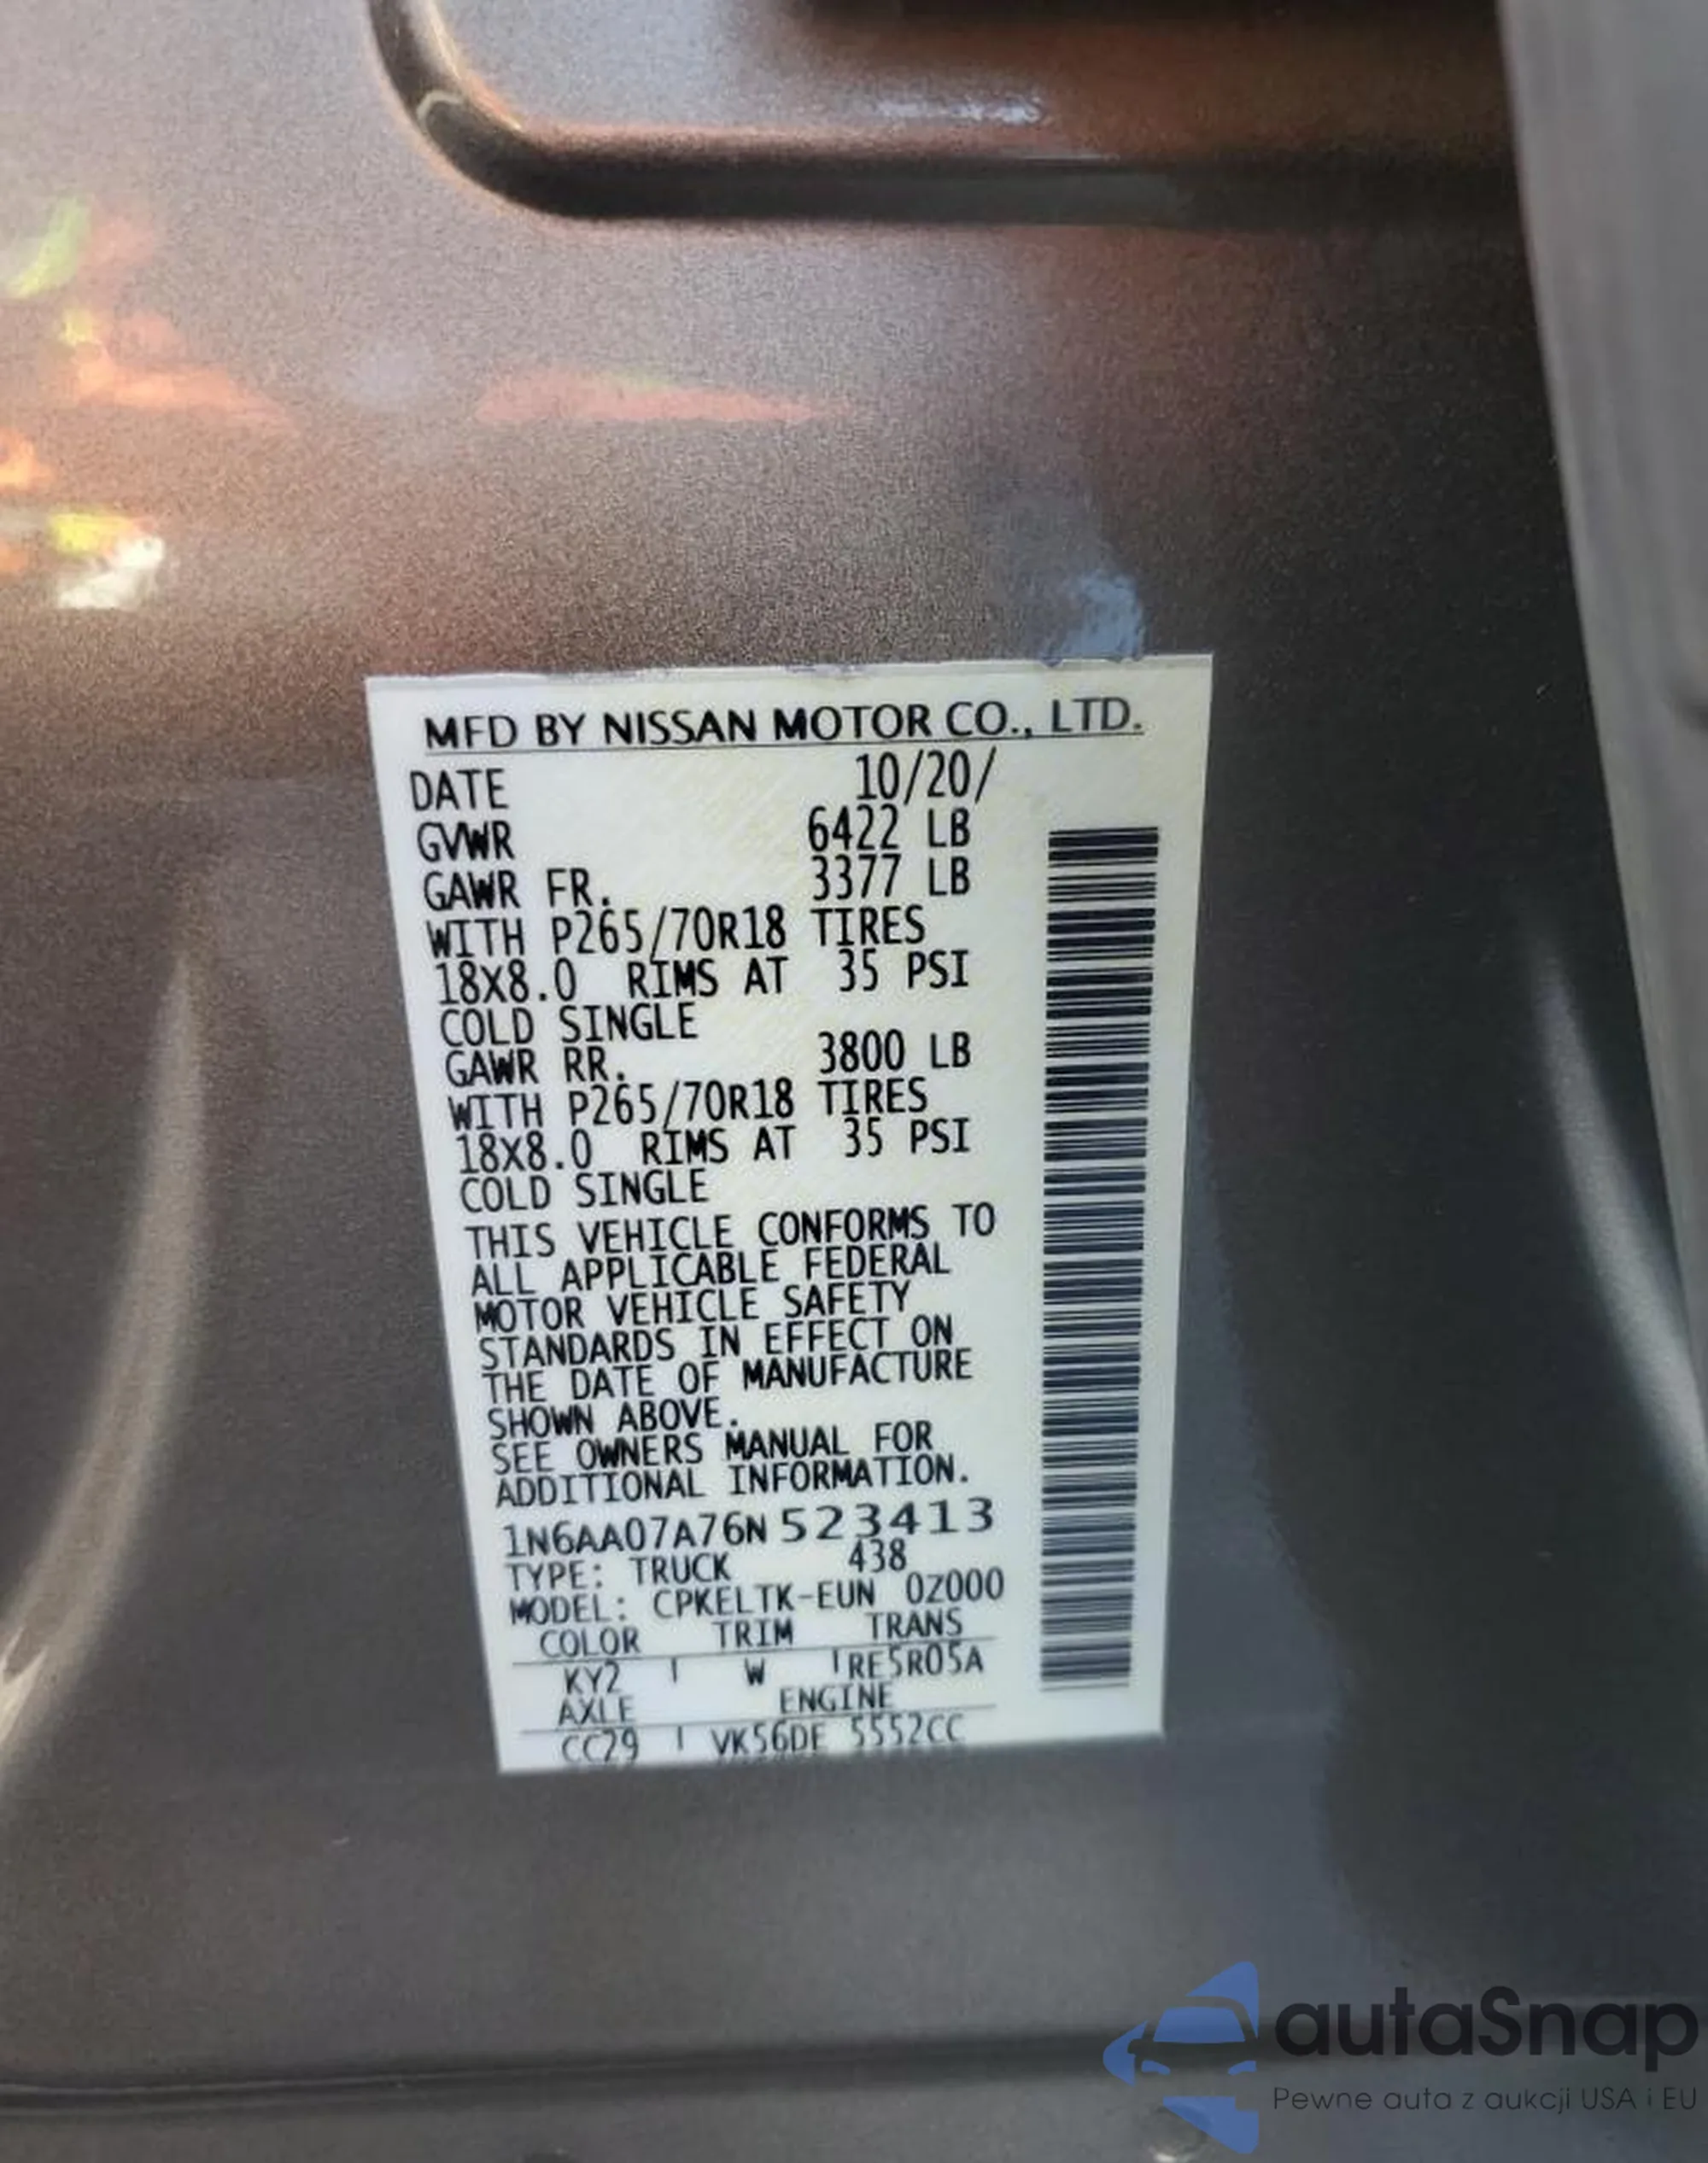 MFD BY NISSAN MOTOR CO., LTD.
DATE 10/20/
GVWR 6422 LB
GAWR FR. 3377 LB
WITH P265/70R18 TIRES
18X8.0 RIMS AT 35 PSI
COLD SINGLE
GAWR RR. 3800 LB
WITH P265/70R18 TIRES
18X8.0 RIMS AT 35 PSI
COLD SINGLE
THIS VEHICLE CONFORMS TO
ALL APPLICABLE FEDERAL
MOTOR VEHICLE SAFETY
STANDARDS IN EFFECT ON
THE DATE OF MANUFACTURE
SHOWN ABOVE.
SEE OWNERS MANUAL FOR
ADDITIONAL INFORMATION.
1N6AA07A76N 523413
TYPE: TRUCK 438
MODEL: CPKELTK-EUN 0Z000
COLOR TRIM TRANS
KY2 W RE5R05A
AXLE ENGINE
CC29 VK56DE 5552CC
autaSnap
Pewne auta z aukcji USA i EU